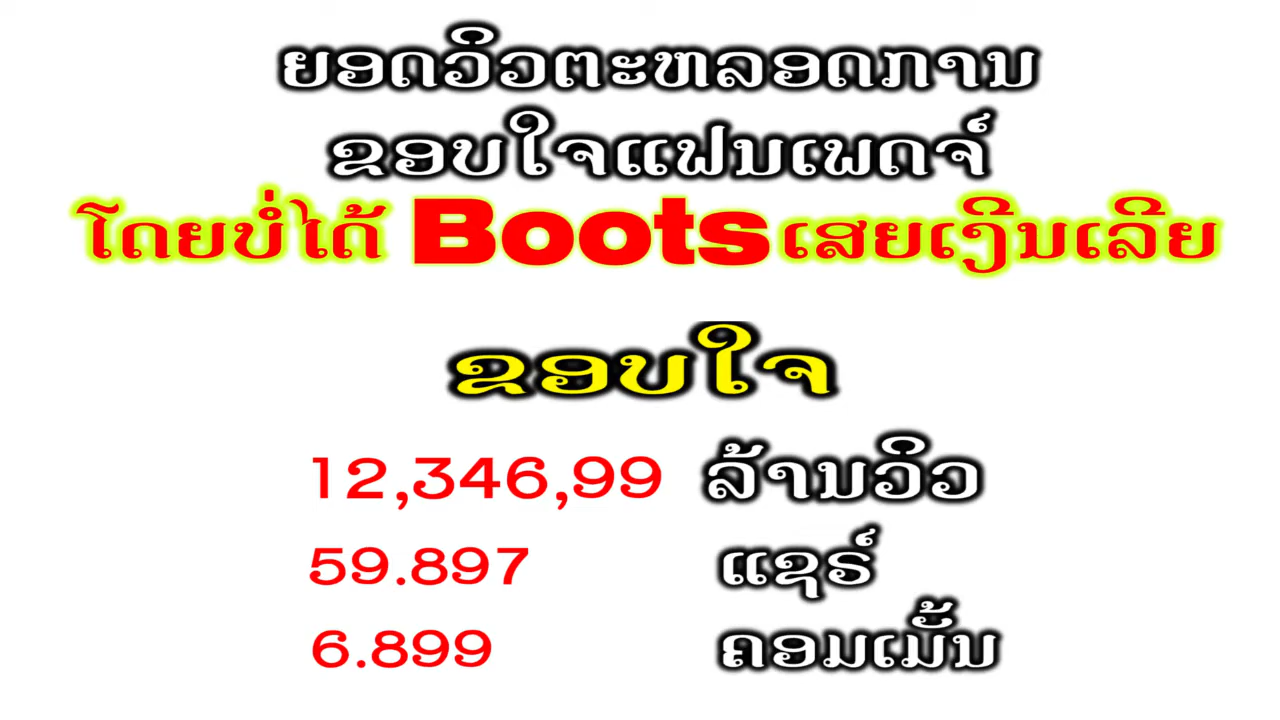 ຍອດວິວຕະຫລອດການ
ຂອບໃຈແຟນເພດຈ໌
ໂດຍບໍ່ໄດ້ Boots ເສຍເງິນເລີຍ
ຂອບໃຈ
12,346,99 ລ້ານວິວ
59.897 ແຊຣ໌
6.899 ຄອມເມັ້ນ